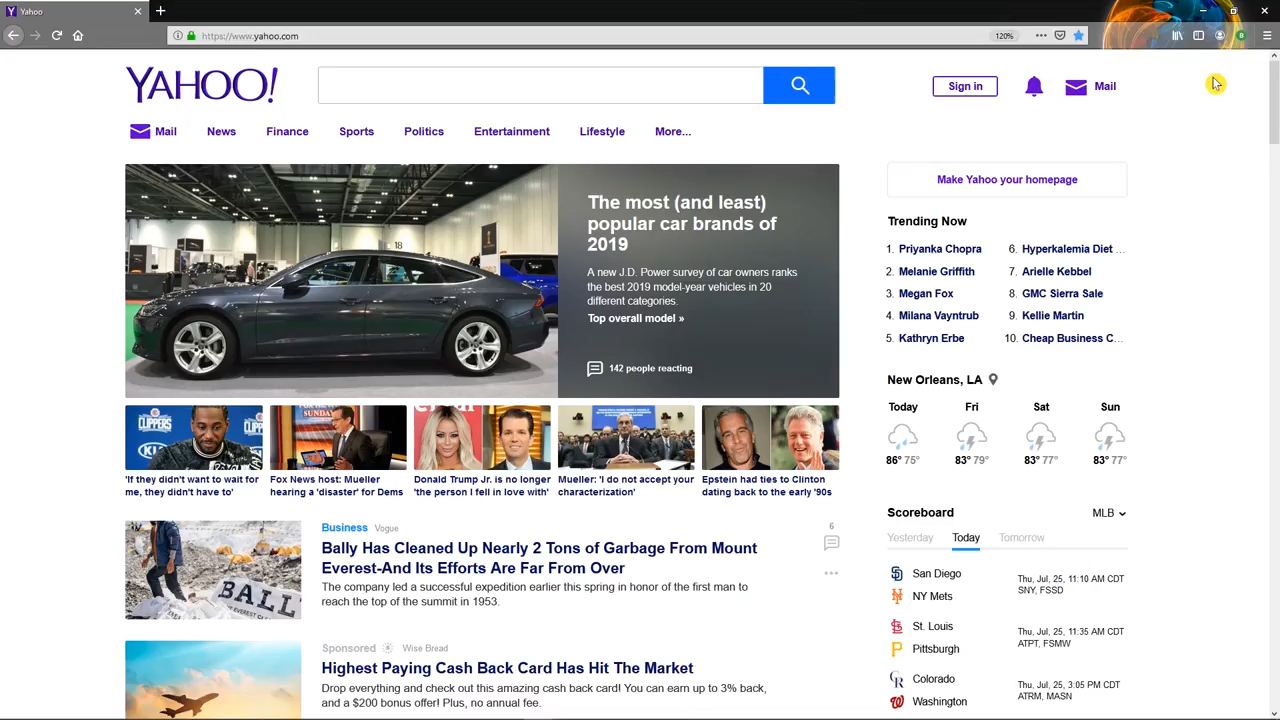 Yahoo
https://www.yahoo.com
120%
YAHOO!
Sign in
Mail
Mail
News
Finance
Sports
Politics
Entertainment
Lifestyle
More...
18
The most (and least)
popular car brands of
2019
A new J.D. Power survey of car owners ranks
the best 2019 model-year vehicles in 20
different categories.
Top overall model »
142 people reacting
'If they didn't want to wait for
me, they didn't have to'
Fox News host: Mueller
hearing a 'disaster' for Dems
Donald Trump Jr. is no longer
'the person I fell in love with'
Mueller: 'I do not accept your
characterization'
Epstein had ties to Clinton
dating back to the early '90s
Business Vogue
Bally Has Cleaned Up Nearly 2 Tons of Garbage From Mount
Everest-And Its Efforts Are Far From Over
The company led a successful expedition earlier this spring in honor of the first man to
reach the top of the summit in 1953.
6
Sponsored Wise Bread
Highest Paying Cash Back Card Has Hit The Market
Drop everything and check out this amazing cash back card! You can earn up to 3% back,
and a $200 bonus offer! Plus, no annual fee.
Make Yahoo your homepage
Trending Now
1. Priyanka Chopra
2. Melanie Griffith
3. Megan Fox
4. Milana Vayntrub
5. Kathryn Erbe
6. Hyperkalemia Diet ...
7. Arielle Kebbel
8. GMC Sierra Sale
9. Kellie Martin
10. Cheap Business C...
New Orleans, LA
Today Fri Sat Sun
86° 75° 83° 79° 83° 77° 83° 77°
Scoreboard
MLB
Yesterday Today Tomorrow
San Diego
NY Mets
Thu, Jul, 25, 11:10 AM CDT
SNY, FSSD
St. Louis
Pittsburgh
Thu, Jul, 25, 11:35 AM CDT
ATPT, FSMW
Colorado
Washington
Thu, Jul, 25, 3:05 PM CDT
ATRM, MASN